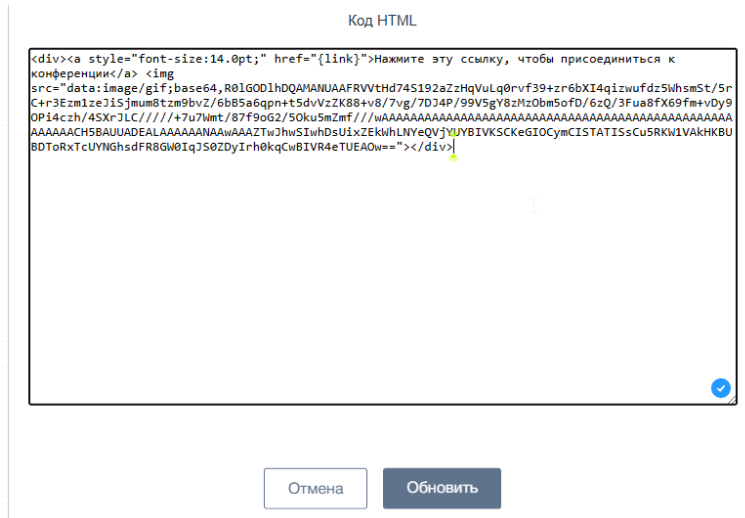 Код HTML
<div><a style="font-size:14.0pt;" href="{link}">Нажмите эту ссылку, чтобы присоединиться к
конференции</a> <img
src="data:image/gif;base64,R0lGODlhDQAMANUAAFRVVtHd74S192aZzHqVuLq0rvf39+zr6bXI4qizwufdz5WhsmSt/5r
C+r3Ezm1zeJiSjmum8tzm9bvZ/6bB5a6qpn+t5dvVzZK88+v8/7vg/7DJ4P/99V5gY8zMzObm5ofD/6zQ/3Fua8fX69fm+vDy9
OPi4czh/4SXrJLC/////+7u7Wmt/87f9oG2/5Oku5mZmf///wAAAAAAAAAAAAAAAAAAAAAAAAAAAAAAAAAAAAAAAAAAAAAAAAA
AAAAAACH5BAUUADEALAAAAAANAAwAAAZTwJhwSIwhDsUixZEkWhLNYeQVjYUYBIVKSCKeGIOCymCISTATISsCu5RKW1VAkHKBU
BDToRxTcUYNGhsdFR8GW0IqJS0ZDyIrh0kqCwBIVR4eTUEAOw=="></div>
Отмена
Обновить